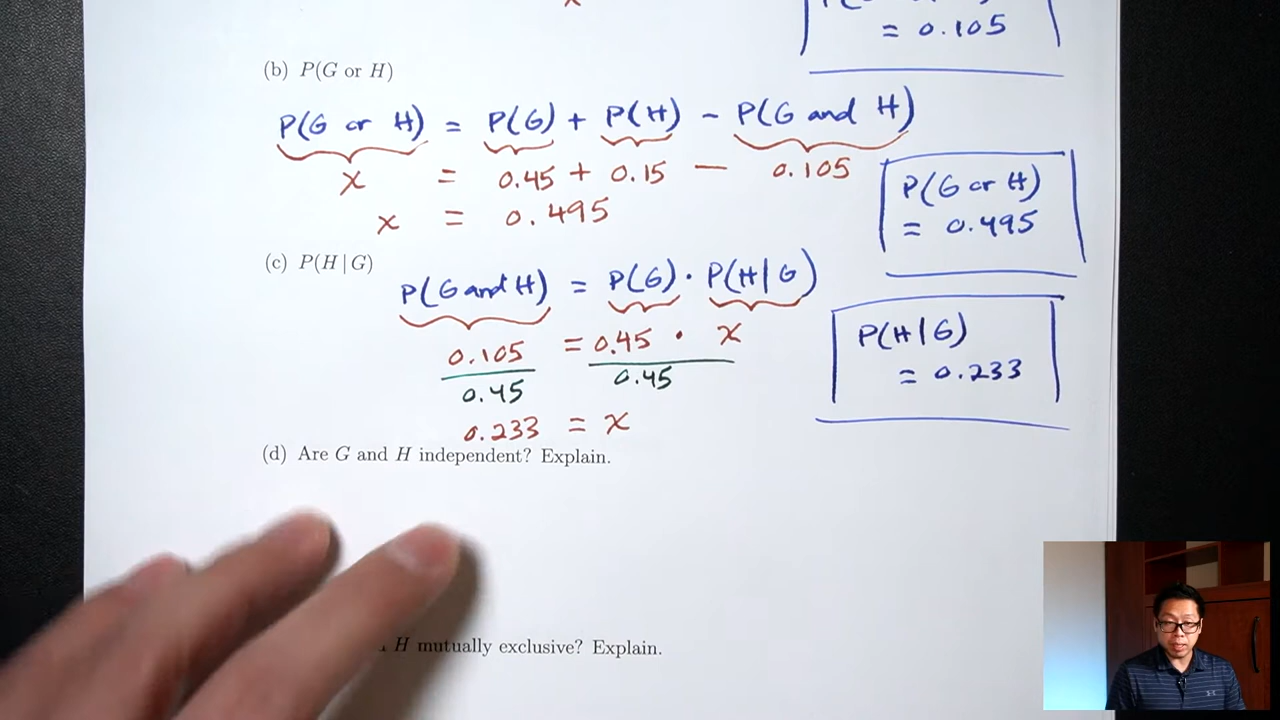 = 0.105
(b) P(G or H)
P(G or H) = P(G) + P(H) - P(G and H)
x = 0.45 + 0.15 — 0.105
x = 0.495
P(G or H)
= 0.495
(c) P(H | G)
P(G and H) = P(G) · P(H|G)
0.105 = 0.45 · x
0.45 0.45
0.233 = x
P(H|G)
= 0.233
(d) Are G and H independent? Explain.
H mutually exclusive? Explain.